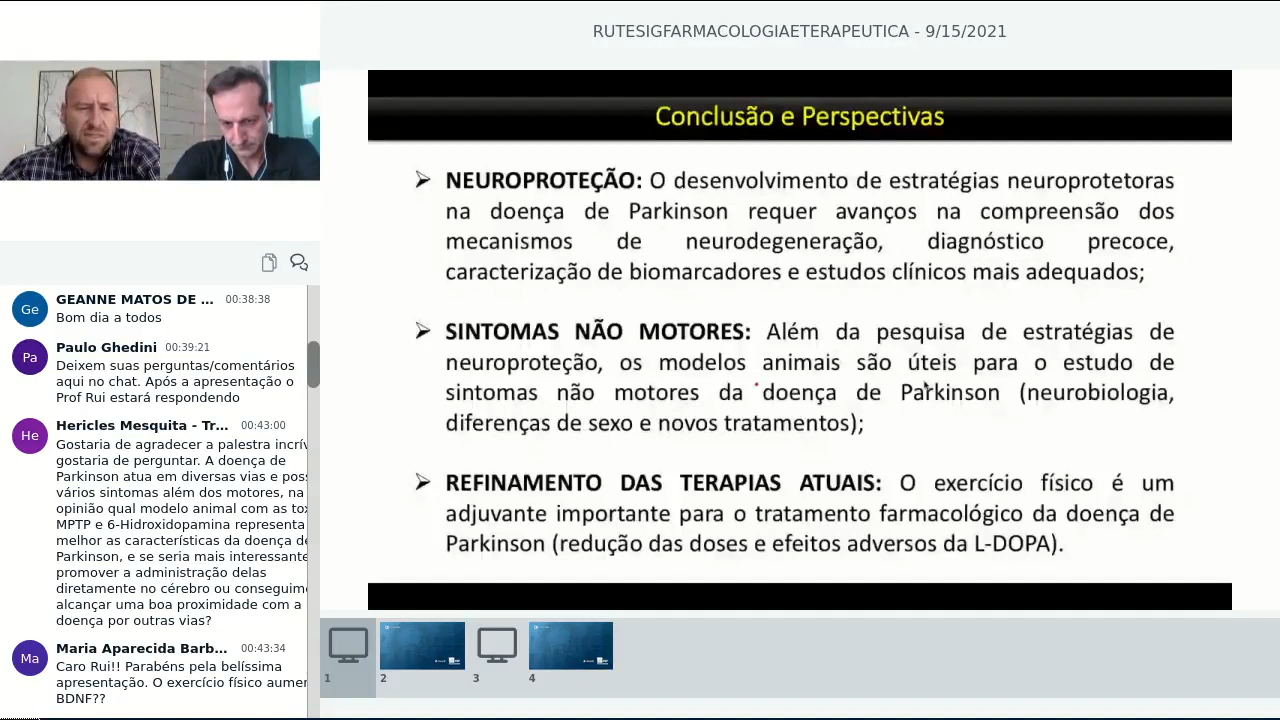 RUTESIGFARMACOLOGIAETERAPEUTICA - 9/15/2021
Conclusão e Perspectivas
➢ NEUROPROTEÇÃO: O desenvolvimento de estratégias neuroprotetoras
na doença de Parkinson requer avanços na compreensão dos
mecanismos de neurodegeneração, diagnóstico precoce,
caracterização de biomarcadores e estudos clínicos mais adequados;
➢ SINTOMAS NÃO MOTORES: Além da pesquisa de estratégias de
neuroproteção, os modelos animais são úteis para o estudo de
sintomas não motores da doença de Parkinson (neurobiologia,
diferenças de sexo e novos tratamentos);
➢ REFINAMENTO DAS TERAPIAS ATUAIS: O exercício físico é um
adjuvante importante para o tratamento farmacológico da doença de
Parkinson (redução das doses e efeitos adversos da L-DOPA).
Ge GEANNE MATOS DE ... 00:38:38
Bom dia a todos
Pa Paulo Ghedini 00:39:21
Deixem suas perguntas/comentários
aqui no chat. Após a apresentação o
Prof Rui estará respondendo
He Hericles Mesquita - Tr... 00:43:00
Gostaria de agradecer a palestra incrív
gostaria de perguntar. A doença de
Parkinson atua em diversas vias e pos
vários sintomas além dos motores, na
opinião qual modelo animal com as to
MPTP e 6-Hidroxidopamina representa
melhor as características da doença de
Parkinson, e se seria mais interessante
promover a administração delas
diretamente no cérebro ou conseguim
alcançar uma boa proximidade com a
doença por outras vias?
Ma Maria Aparecida Barb... 00:43:34
Caro Rui!! Parabéns pela belíssima
apresentação. O exercício físico aumen
BDNF??
1
2
3
4